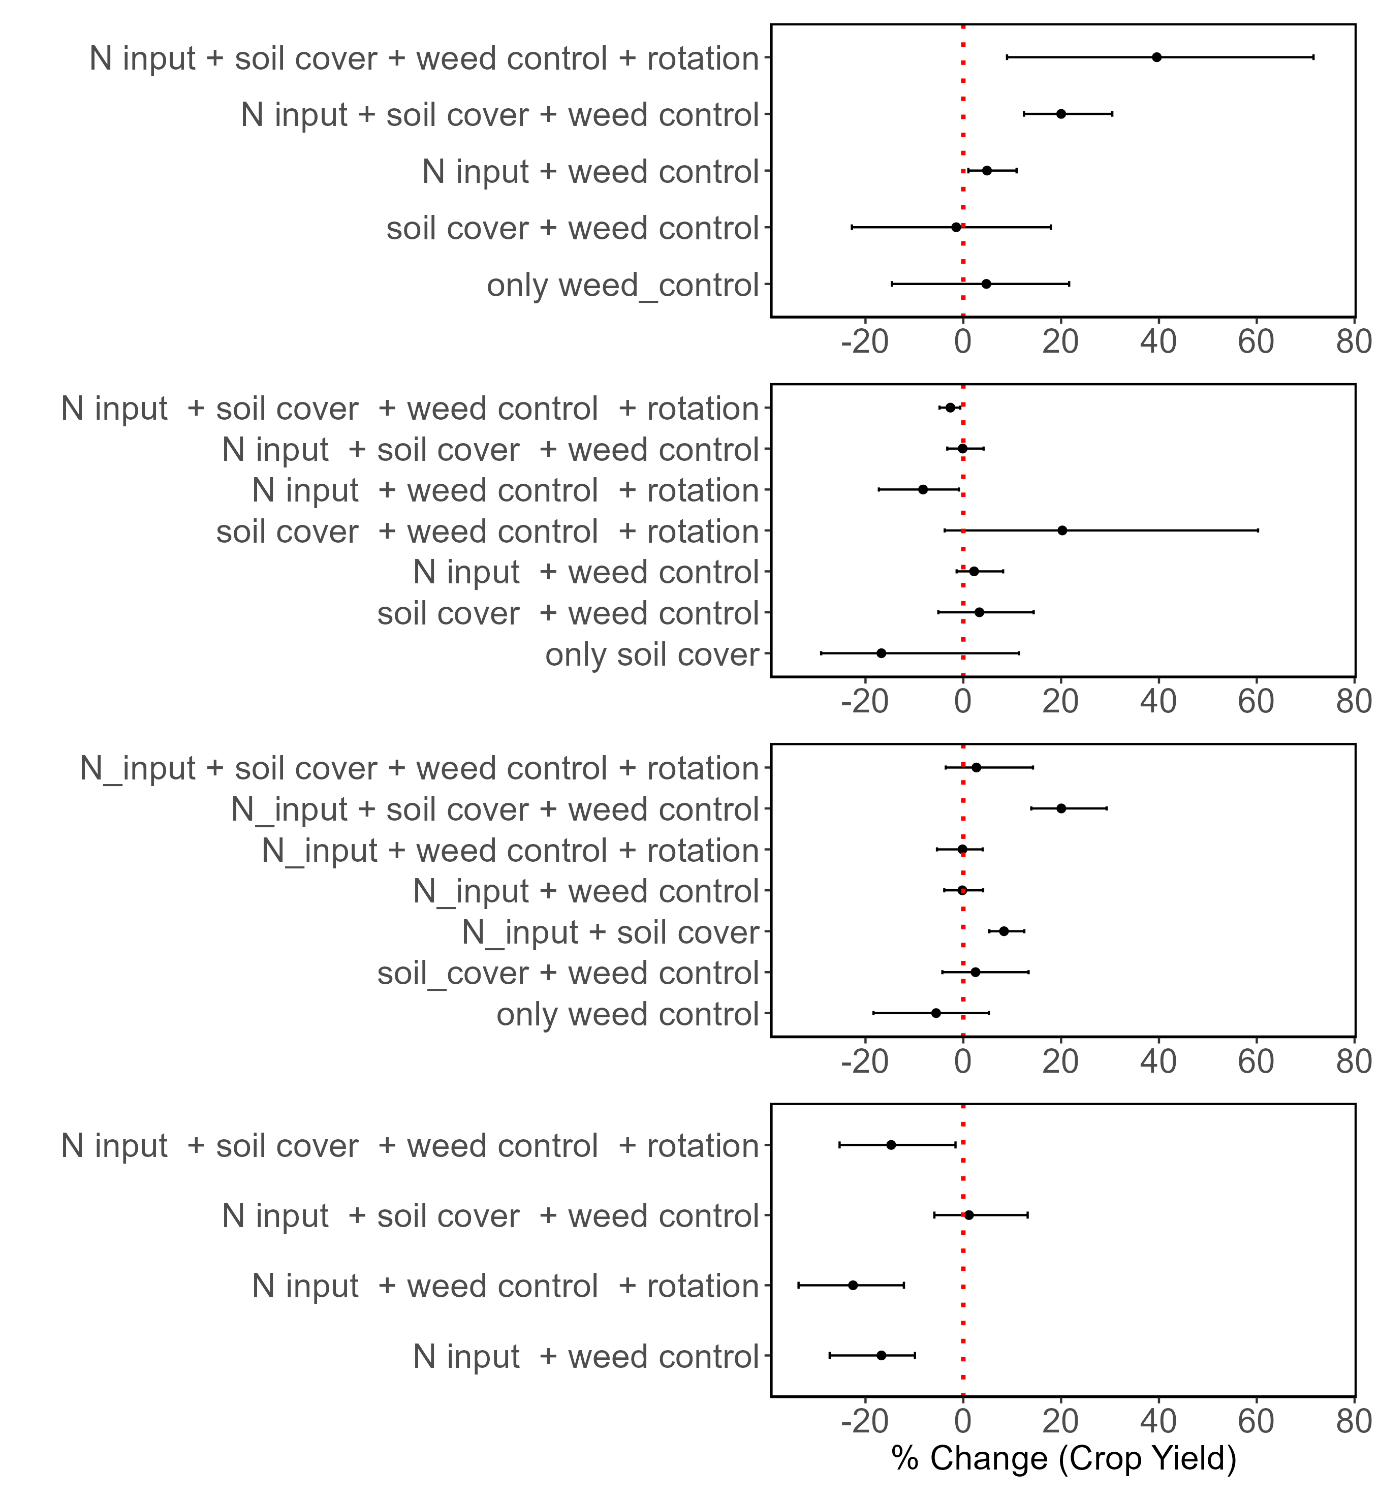 N input + soil cover + weed control + rotation
N input + soil cover + weed control
N input + weed control
soil cover + weed control
only weed_control
-20 0 20 40 60 80
N input + soil cover + weed control + rotation
N input + soil cover + weed control
N input + weed control + rotation
soil cover + weed control + rotation
N input + weed control
soil cover + weed control
only soil cover
-20 0 20 40 60 80
N_input + soil cover + weed control + rotation
N_input + soil cover + weed control
N_input + weed control + rotation
N_input + weed control
N_input + soil cover
soil_cover + weed control
only weed control
-20 0 20 40 60 80
N input + soil cover + weed control + rotation
N input + soil cover + weed control
N input + weed control + rotation
N input + weed control
-20 0 20 40 60 80
% Change (Crop Yield)